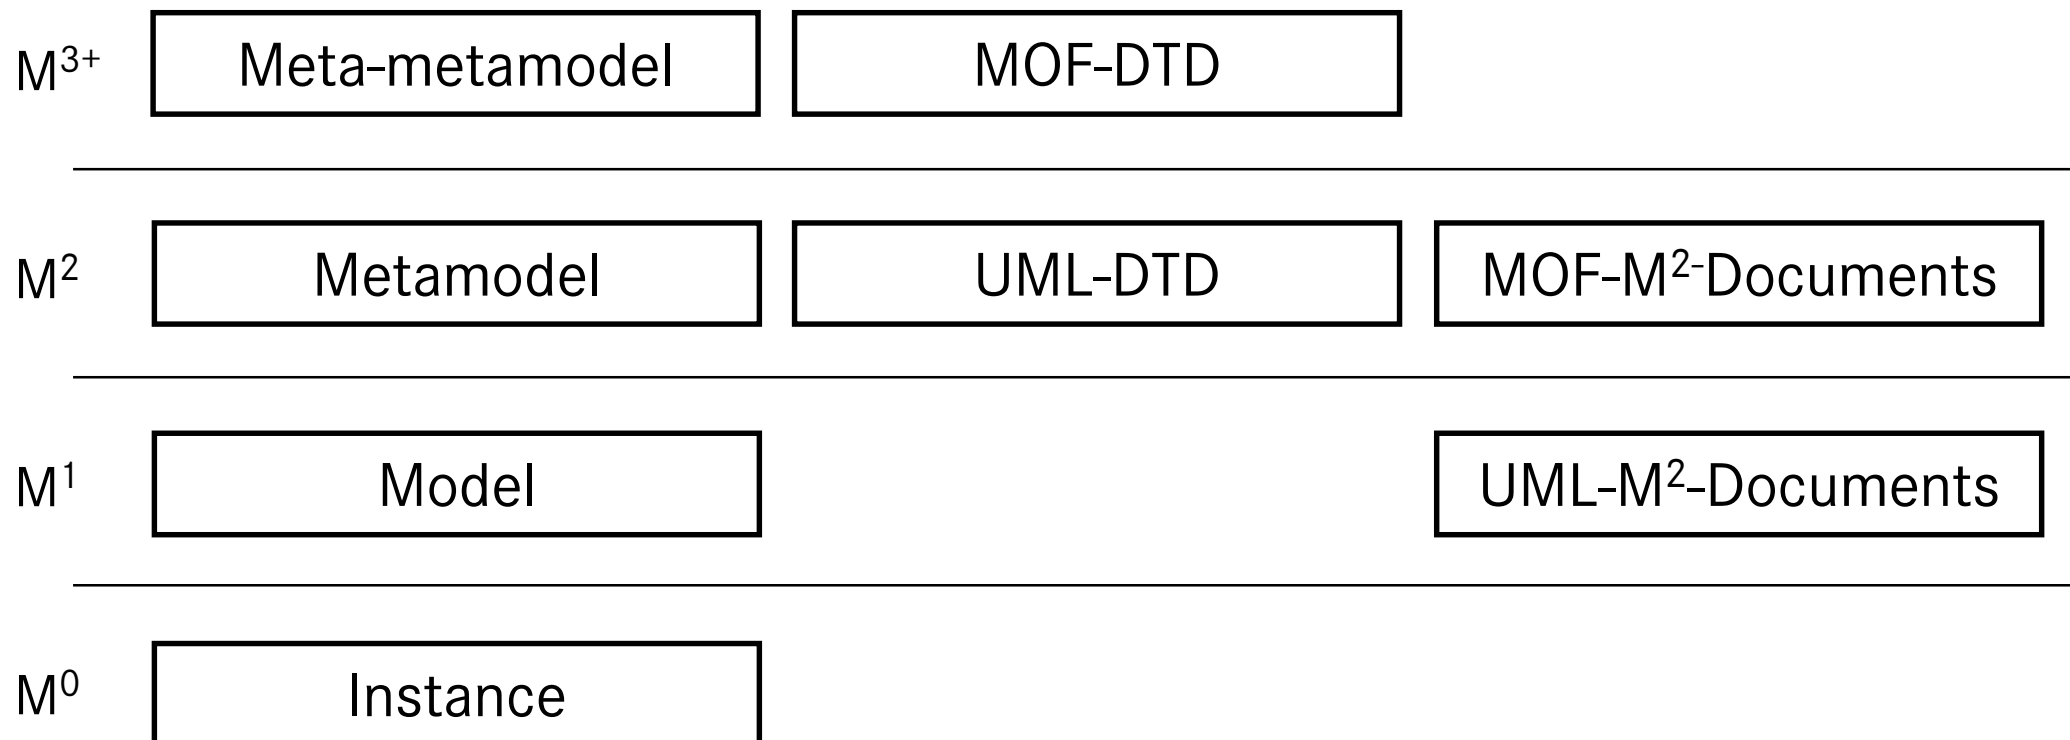 M³⁺ Meta-metamodel MOF-DTD
M² Metamodel UML-DTD MOF-M²⁻Documents
M¹ Model UML-M²-Documents
M⁰ Instance